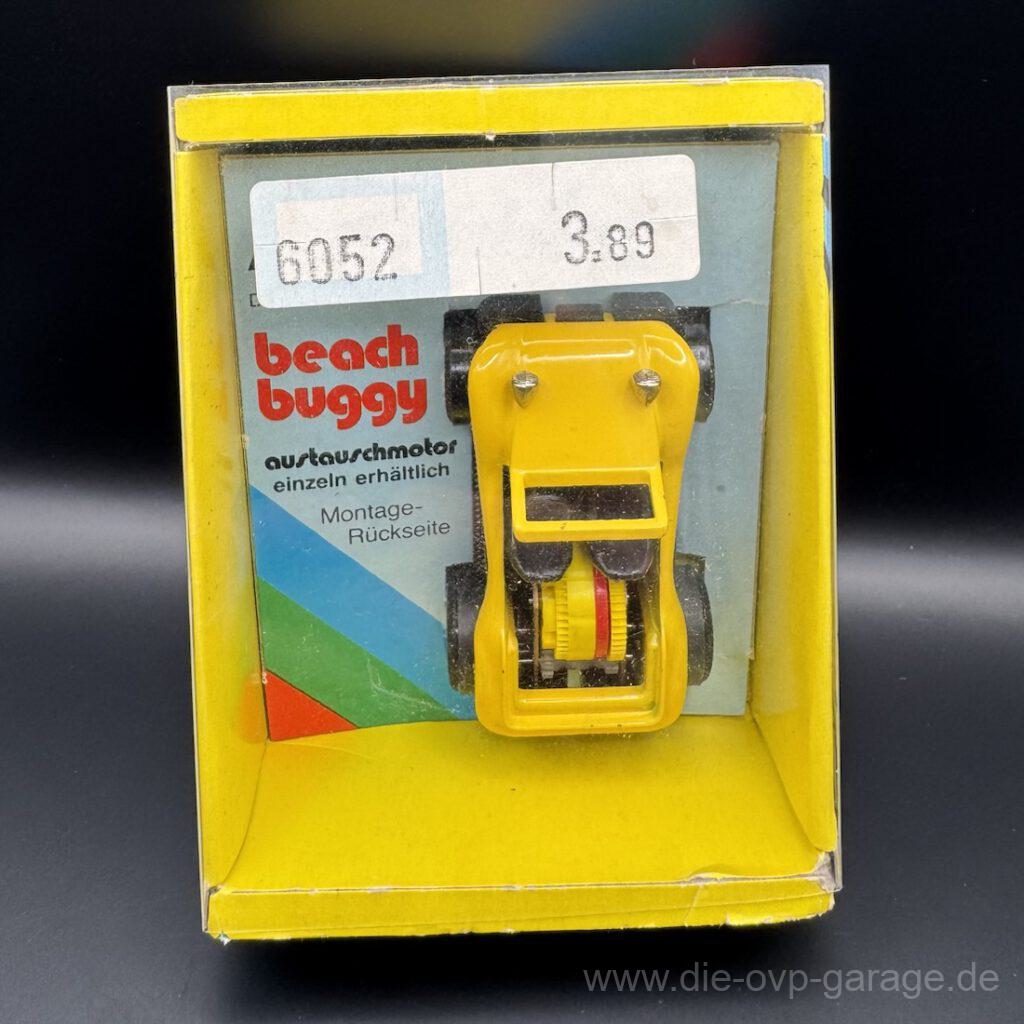 6052 3.89
beach
buggy
austauschmotor
einzeln erhältlich
Montage-
Rückseite
www.die-ovp-garage.de